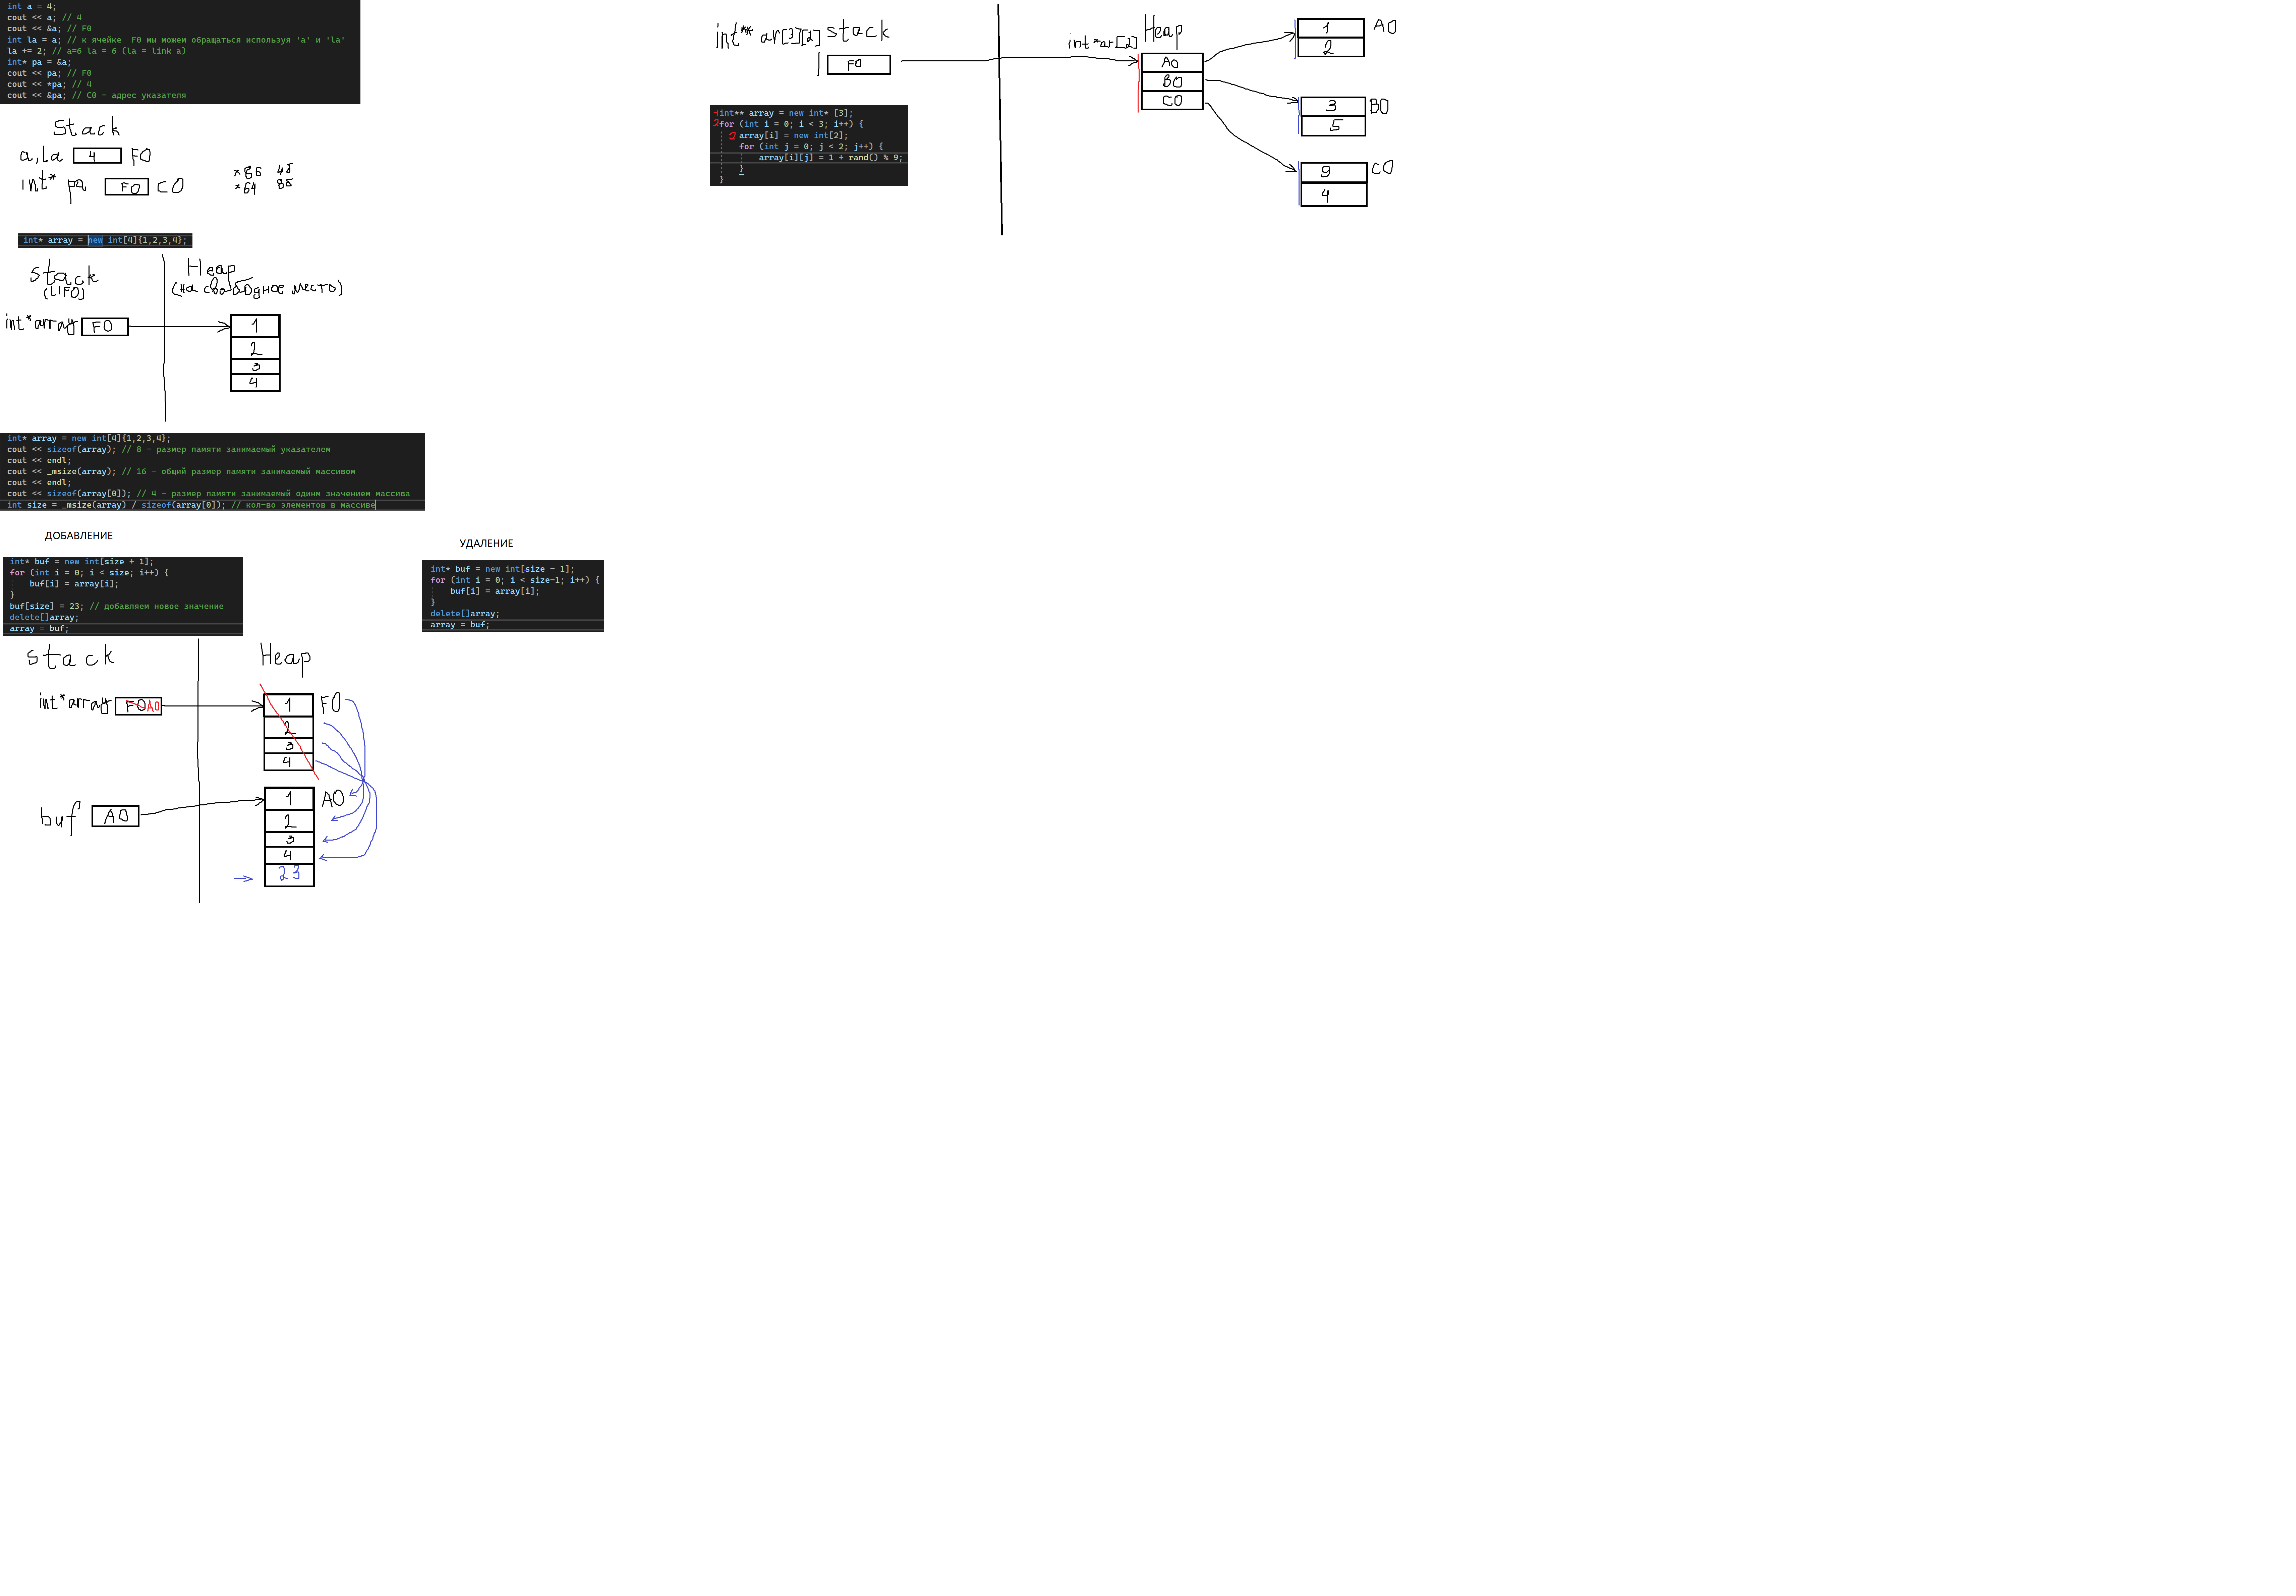 int a = 4;
cout << a; // 4
cout << &a; // F0
int la = a; // к ячейке  F0 мы можем обращаться используя 'a' и 'la'
la += 2; // a=6 la = 6 (la = link a)
int* pa = &a;
cout << pa; // F0
cout << *pa; // 4
cout << &pa; // C0 - адрес указателя
stack
a, la 4 F0
int* pa F0 C0
*86 4б
*64 8б
int* array = new int[4]{1,2,3,4};
stack
(LIFO)
Heap
(на свободное место)
int*array F0
1
2
3
4
int* array = new int[4]{1,2,3,4};
cout << sizeof(array); // 8 - размер памяти занимаемый указателем
cout << endl;
cout << _msize(array); // 16 - общий размер памяти занимаемый массивом
cout << endl;
cout << sizeof(array[0]); // 4 - размер памяти занимаемый одинм значением массива
int size = _msize(array) / sizeof(array[0]); // кол-во элементов в массиве
ДОБАВЛЕНИЕ
int* buf = new int[size + 1];
for (int i = 0; i < size; i++) {
buf[i] = array[i];
}
buf[size] = 23; // добавляем новое значение
delete[]array;
array = buf;
УДАЛЕНИЕ
int* buf = new int[size - 1];
for (int i = 0; i < size-1; i++) {
buf[i] = array[i];
}
delete[]array;
array = buf;
stack
Heap
int*array F0 A0
1 F0
2
3
4
buf A0
1 A0
2
3
4
23
int** ar[3][2] stack
F0
int*ar[2]
Heap
A0
B0
C0
1 A0
2
3 B0
5
9 C0
4
1 int** array = new int* [3];
2 for (int i = 0; i < 3; i++) {
2 array[i] = new int[2];
for (int j = 0; j < 2; j++) {
array[i][j] = 1 + rand() % 9;
}
}